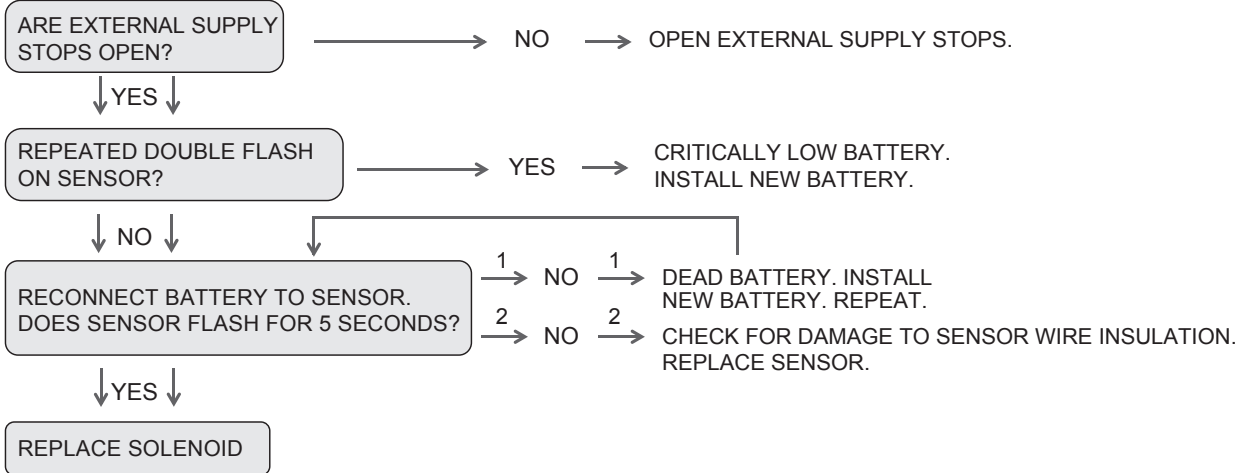 ARE EXTERNAL SUPPLY
STOPS OPEN?
NO
OPEN EXTERNAL SUPPLY STOPS.
YES
REPEATED DOUBLE FLASH
ON SENSOR?
YES
CRITICALLY LOW BATTERY.
INSTALL NEW BATTERY.
NO
RECONNECT BATTERY TO SENSOR.
DOES SENSOR FLASH FOR 5 SECONDS?
1
NO
1
DEAD BATTERY. INSTALL
NEW BATTERY. REPEAT.
2
NO
2
CHECK FOR DAMAGE TO SENSOR WIRE INSULATION.
REPLACE SENSOR.
YES
REPLACE SOLENOID